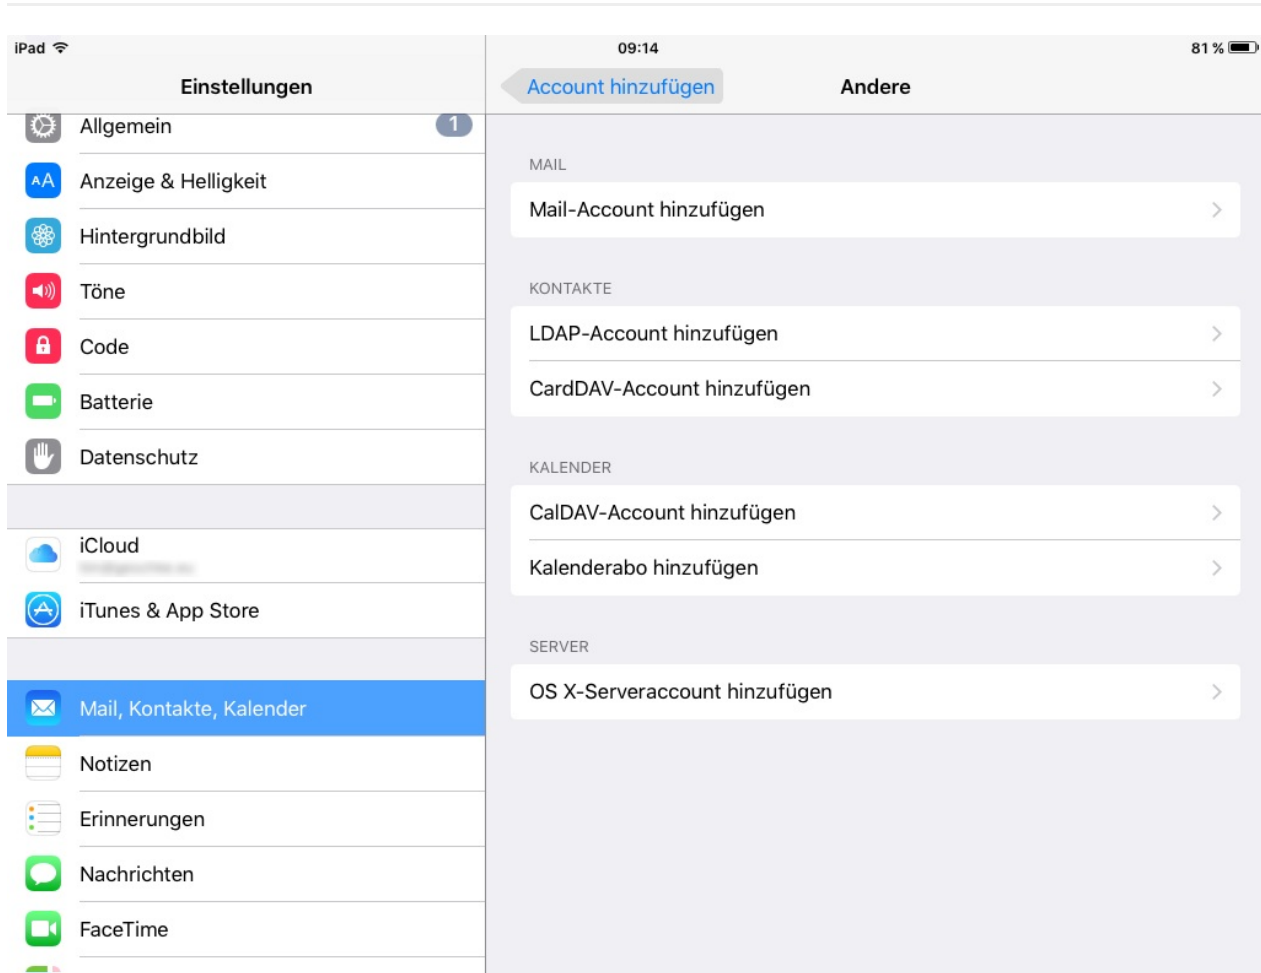 iPad
09:14
81 %
Einstellungen
Account hinzufügen
Andere
Allgemein
1
AA Anzeige & Helligkeit
Hintergrundbild
Töne
Code
Batterie
Datenschutz
iCloud
iTunes & App Store
Mail, Kontakte, Kalender
Notizen
Erinnerungen
Nachrichten
FaceTime
MAIL
Mail-Account hinzufügen
KONTAKTE
LDAP-Account hinzufügen
CardDAV-Account hinzufügen
KALENDER
CalDAV-Account hinzufügen
Kalenderabo hinzufügen
SERVER
OS X-Serveraccount hinzufügen